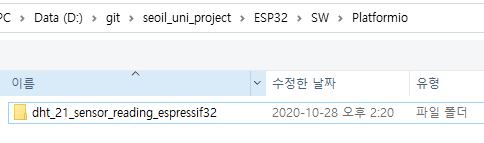 PC > Data (D:) > git > seoil_uni_project > ESP32 > SW > Platformio
이름 수정한 날짜 유형
dht_21_sensor_reading_espressif32 2020-10-28 오후 2:20 파일 폴더